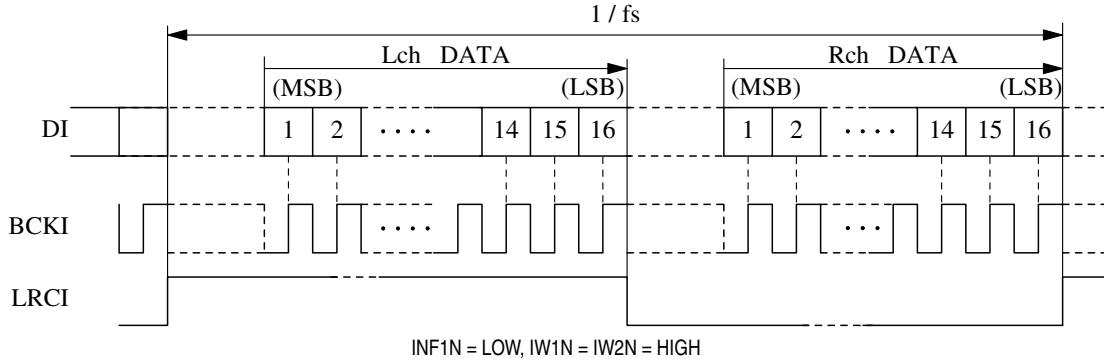 1 / fs
Lch DATA Rch DATA
(MSB) (LSB) (MSB) (LSB)
DI 1 2 ···· 14 15 16 1 2 ···· 14 15 16
BCKI ···· ···
LRCI
INF1N = LOW, IW1N = IW2N = HIGH